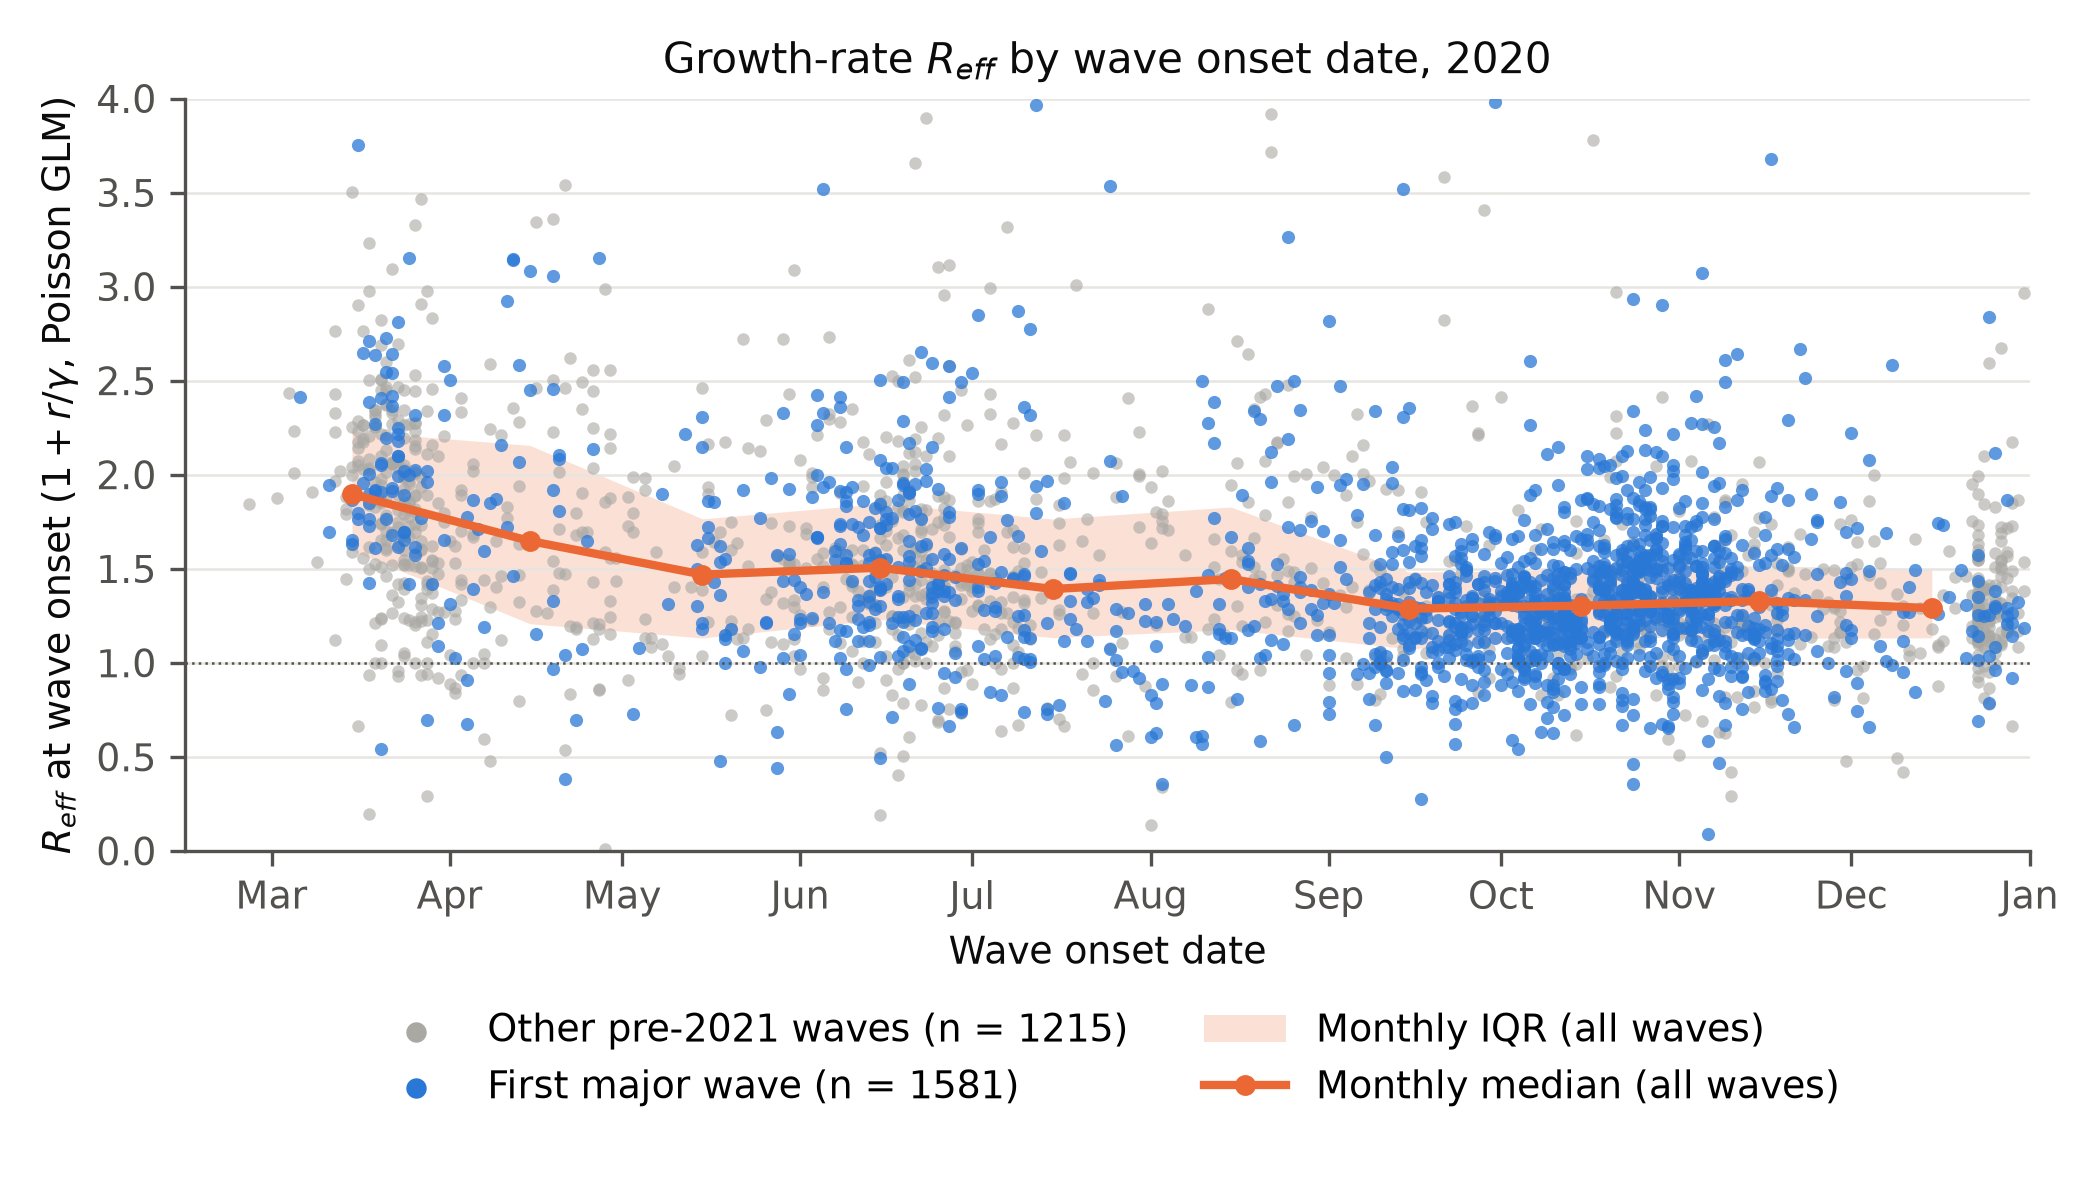 Growth-rate R_eff by wave onset date, 2020
R_eff at wave onset (1 + r/γ, Poisson GLM)
4.0
3.5
3.0
2.5
2.0
1.5
1.0
0.5
0.0
Mar Apr May Jun Jul Aug Sep Oct Nov Dec Jan
Wave onset date
Other pre-2021 waves (n = 1215)
First major wave (n = 1581)
Monthly IQR (all waves)
Monthly median (all waves)